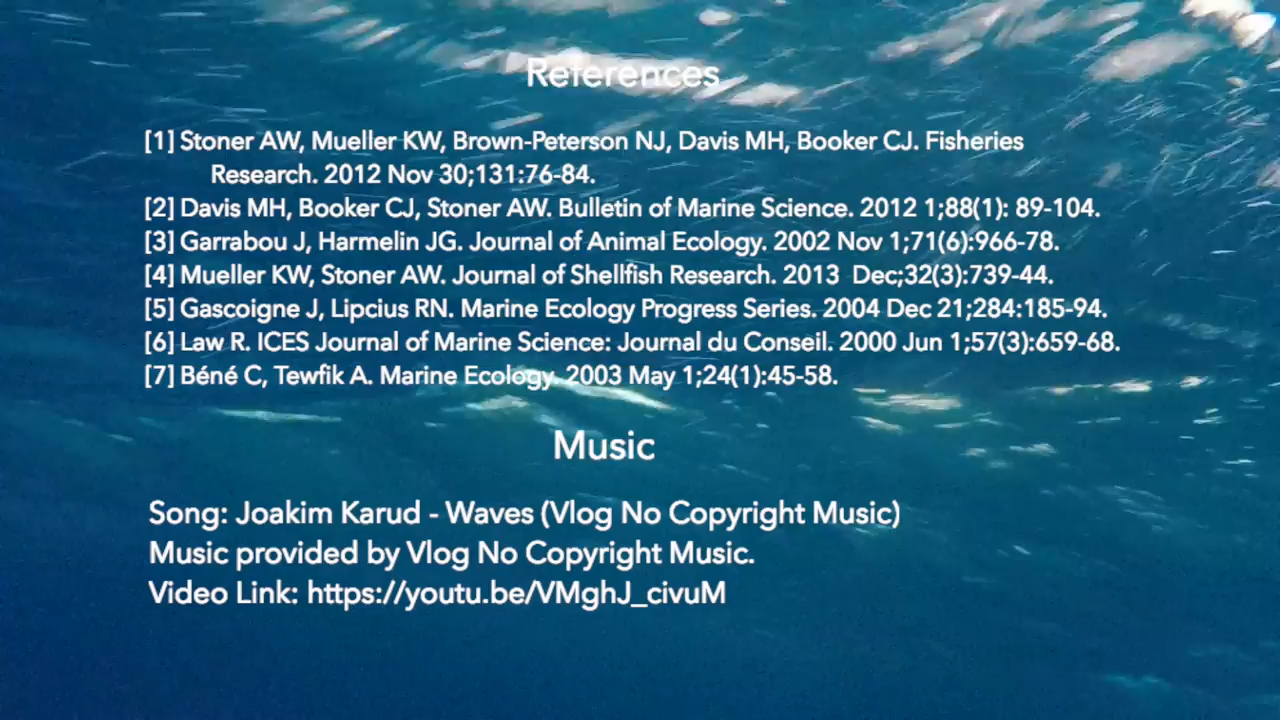 References
[1] Stoner AW, Mueller KW, Brown-Peterson NJ, Davis MH, Booker CJ. Fisheries
Research. 2012 Nov 30;131:76-84.
[2] Davis MH, Booker CJ, Stoner AW. Bulletin of Marine Science. 2012 1;88(1): 89-104.
[3] Garrabou J, Harmelin JG. Journal of Animal Ecology. 2002 Nov 1;71(6):966-78.
[4] Mueller KW, Stoner AW. Journal of Shellfish Research. 2013  Dec;32(3):739-44.
[5] Gascoigne J, Lipcius RN. Marine Ecology Progress Series. 2004 Dec 21;284:185-94.
[6] Law R. ICES Journal of Marine Science: Journal du Conseil. 2000 Jun 1;57(3):659-68.
[7] Béné C, Tewfik A. Marine Ecology. 2003 May 1;24(1):45-58.
Music
Song: Joakim Karud - Waves (Vlog No Copyright Music)
Music provided by Vlog No Copyright Music.
Video Link: https://youtu.be/VMghJ_civuM